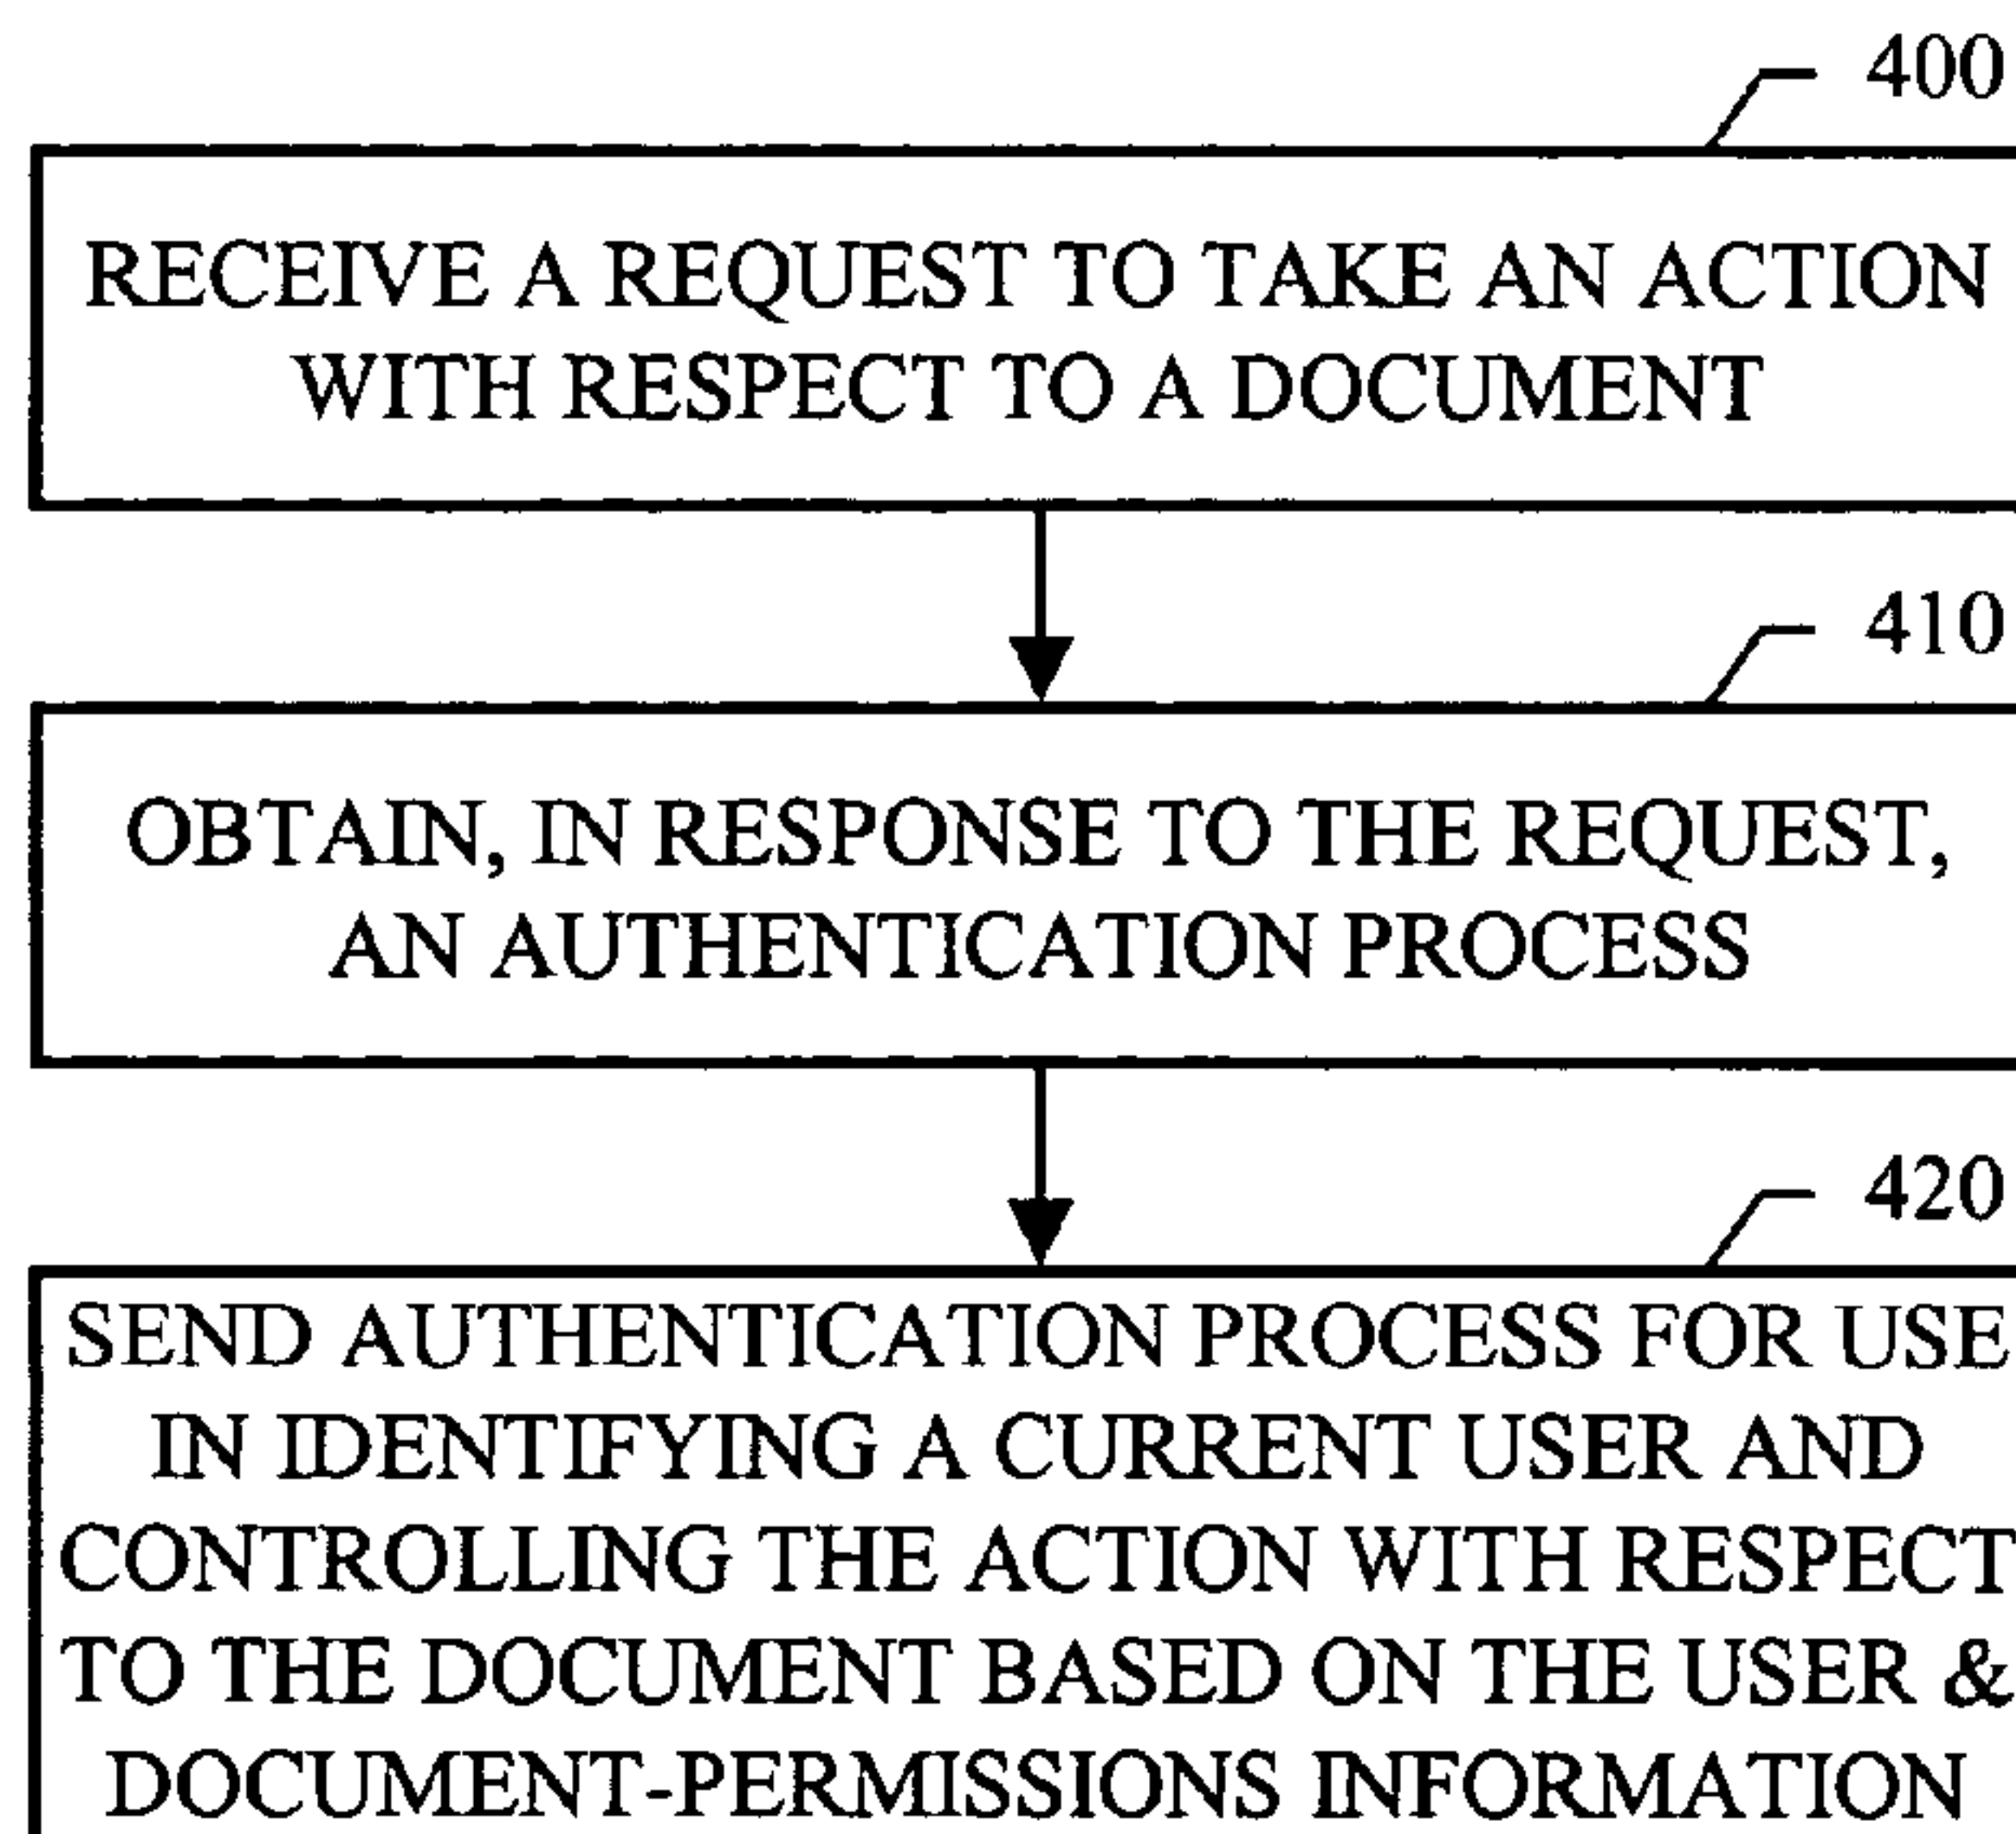 400
RECEIVE A REQUEST TO TAKE AN ACTION
WITH RESPECT TO A DOCUMENT
410
OBTAIN, IN RESPONSE TO THE REQUEST,
AN AUTHENTICATION PROCESS
420
SEND AUTHENTICATION PROCESS FOR USE
IN IDENTIFYING A CURRENT USER AND
CONTROLLING THE ACTION WITH RESPECT
TO THE DOCUMENT BASED ON THE USER &
DOCUMENT-PERMISSIONS INFORMATION